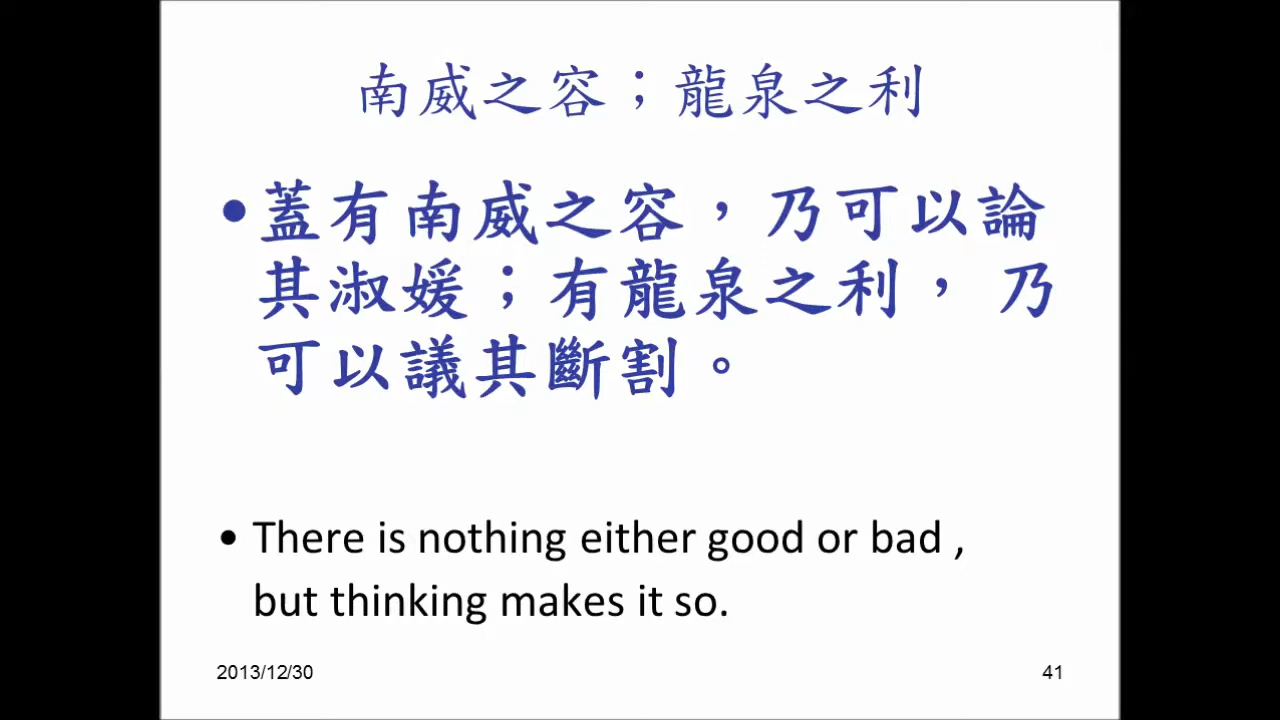 南威之容；龍泉之利
•蓋有南威之容，乃可以論
其淑媛；有龍泉之利， 乃
可以議其斷割。
• There is nothing either good or bad ,
but thinking makes it so.
2013/12/30
41